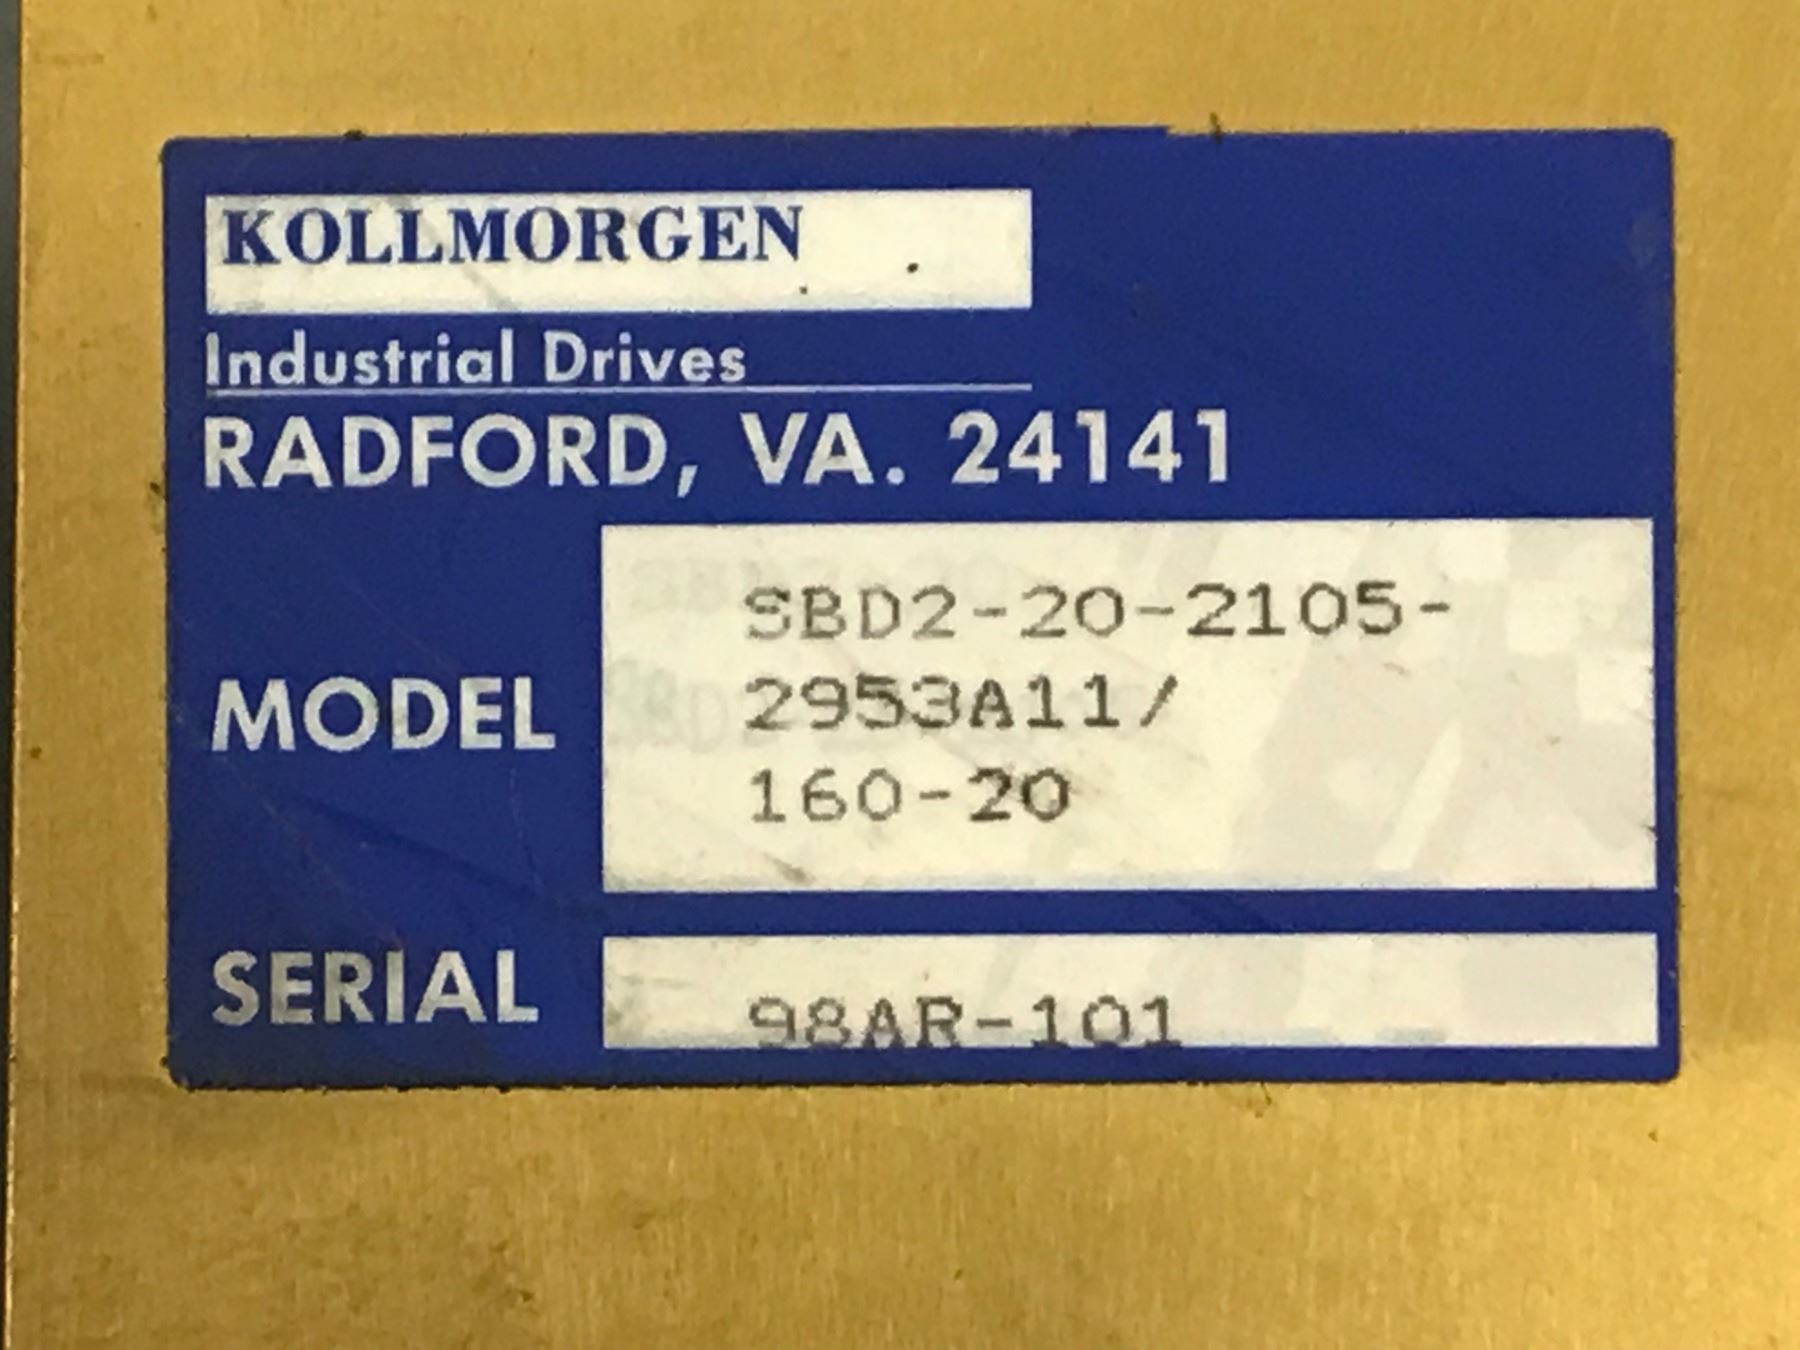 KOLLMORGEN
Industrial Drives
RADFORD, VA. 24141
MODEL
SBD2-20-2105-
2953A11/
160-20
SERIAL
98AR-101